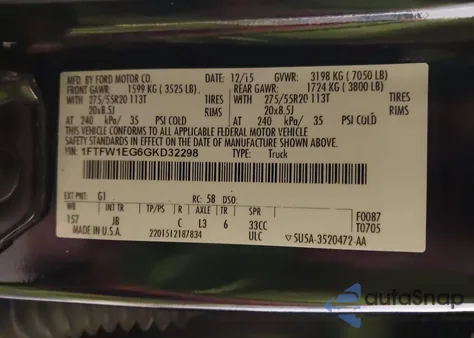 MFD. BY FORD MOTOR CO. DATE: 12/15 GVWR: 3198 KG (7050 LB)
FRONT GAWR: 1599 KG (3525 LB) REAR GAWR: 1724 KG (3800 LB)
WITH 275/55R20 113T TIRES WITH 275/55R20 113T TIRES
20x8.5J RIMS 20x8.5J RIMS
AT 240 kPa/ 35 PSI COLD AT 240 kPa/ 35 PSI COLD
THIS VEHICLE CONFORMS TO ALL APPLICABLE FEDERAL MOTOR VEHICLE
SAFETY STANDARDS IN EFFECT ON THE DATE OF MANUFACTURE SHOWN ABOVE.
VIN: 1FTFW1EG6GKD32298 TYPE: Truck
EXT PNT: G1 RC: 58 DSO:
WB INT TR TP/PS R AXLE TR SPR F0087
157 JB C L3 6 33CC T0705
MADE IN U.S.A. 2201512187834 ULC 5U5A-3520472-AA
autoSnap